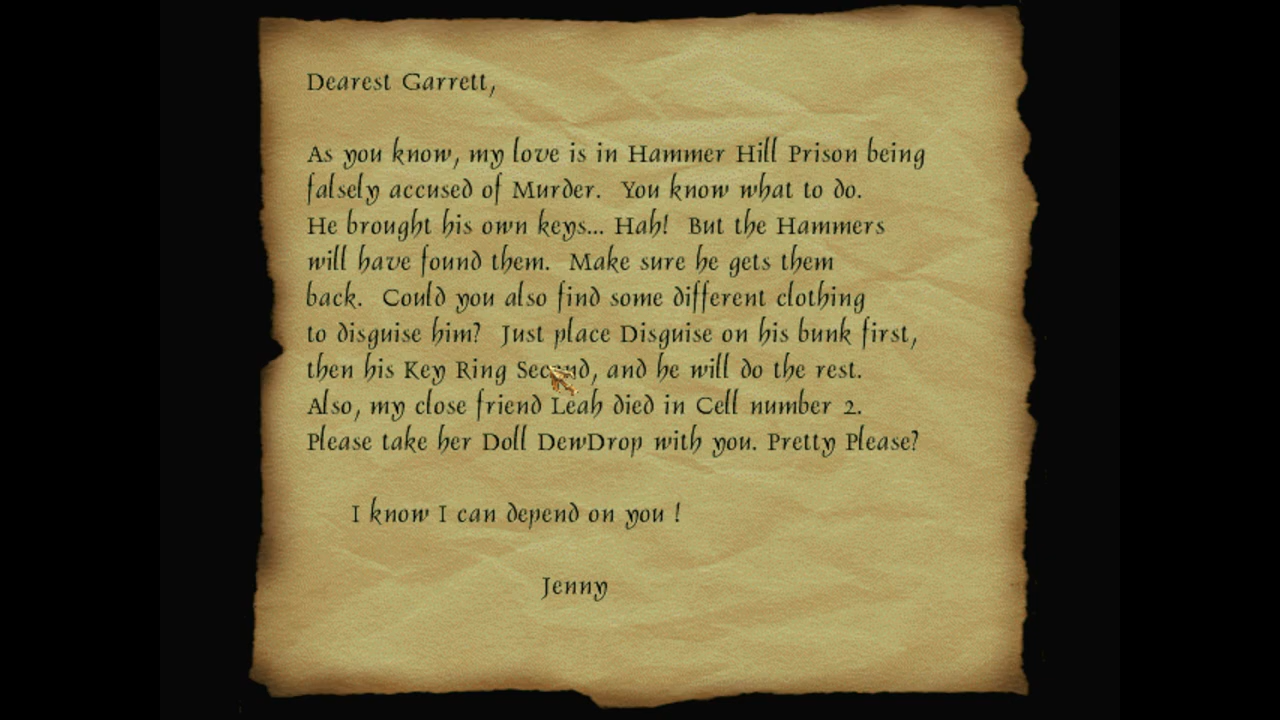 Dearest Garrett,
As you know, my love is in Hammer Hill Prison being
falsely accused of Murder.  You know what to do.
He brought his own keys... Hah!  But the Hammers
will have found them.  Make sure he gets them
back.  Could you also find some different clothing
to disguise him?  Just place Disguise on his bunk first,
then his Key Ring Second, and he will do the rest.
Also, my close friend Leah died in Cell number 2.
Please take her Doll DewDrop with you. Pretty Please?
I know I can depend on you !
Jenny